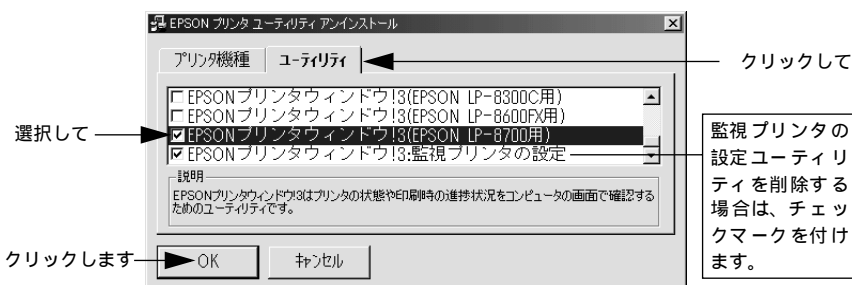 EPSON プリンタ ユーティリティ アンインストール
プリンタ機種
ユーティリティ
クリックして
EPSONプリンタウィンドウ!3(EPSON LP-8300C用)
EPSONプリンタウィンドウ!3(EPSON LP-8600FX用)
選択して
EPSONプリンタウィンドウ!3(EPSON LP-8700用)
EPSONプリンタウィンドウ!3:監視プリンタの設定
監視プリンタの
設定ユーティリ
ティを削除する
場合は、チェッ
クマークを付け
ます。
説明
EPSONプリンタウィンドウ!3はプリンタの状態や印刷時の進捗状況をコンピュータの画面で確認する
ためのユーティリティです。
クリックします
OK
キャンセル